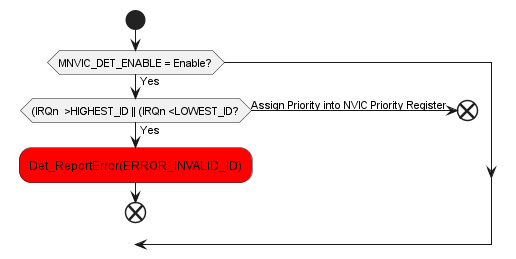 MNVIC_DET_ENABLE = Enable?
Yes
(IRQn >HIGHEST_ID || (IRQn <LOWEST_ID?
Assign Priority into NVIC Priority Register
Yes
Det_ReportError(ERROR_INVALID_ID)